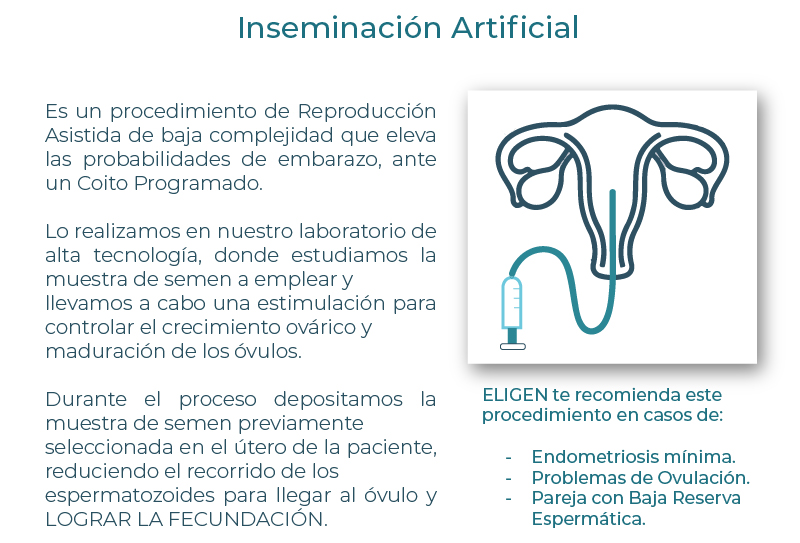 Inseminación Artificial
Es un procedimiento de Reproducción
Asistida de baja complejidad que eleva
las probabilidades de embarazo, ante
un Coito Programado.
Lo realizamos en nuestro laboratorio de
alta tecnología, donde estudiamos la
muestra de semen a emplear y
llevamos a cabo una estimulación para
controlar el crecimiento ovárico y
maduración de los óvulos.
Durante el proceso depositamos la
muestra de semen previamente
seleccionada en el útero de la paciente,
reduciendo el recorrido de los
espermatozoides para llegar al óvulo y
LOGRAR LA FECUNDACIÓN.
ELIGEN te recomienda este
procedimiento en casos de:
- Endometriosis mínima.
- Problemas de Ovulación.
- Pareja con Baja Reserva
Espermática.